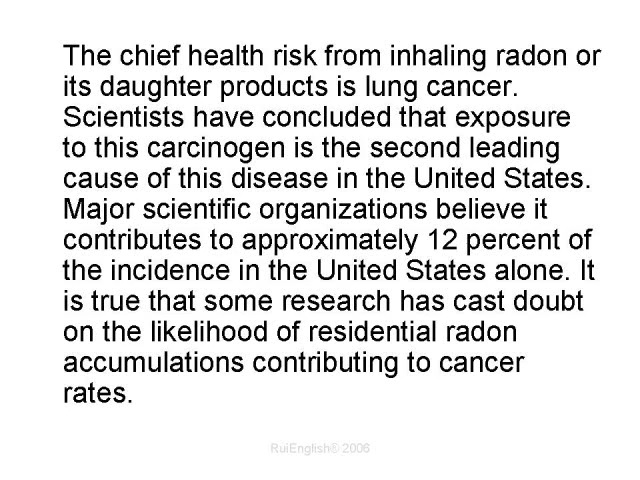 The chief health risk from inhaling radon or
its daughter products is lung cancer.
Scientists have concluded that exposure
to this carcinogen is the second leading
cause of this disease in the United States.
Major scientific organizations believe it
contributes to approximately 12 percent of
the incidence in the United States alone. It
is true that some research has cast doubt
on the likelihood of residential radon
accumulations contributing to cancer
rates.
RuiEnglish® 2006